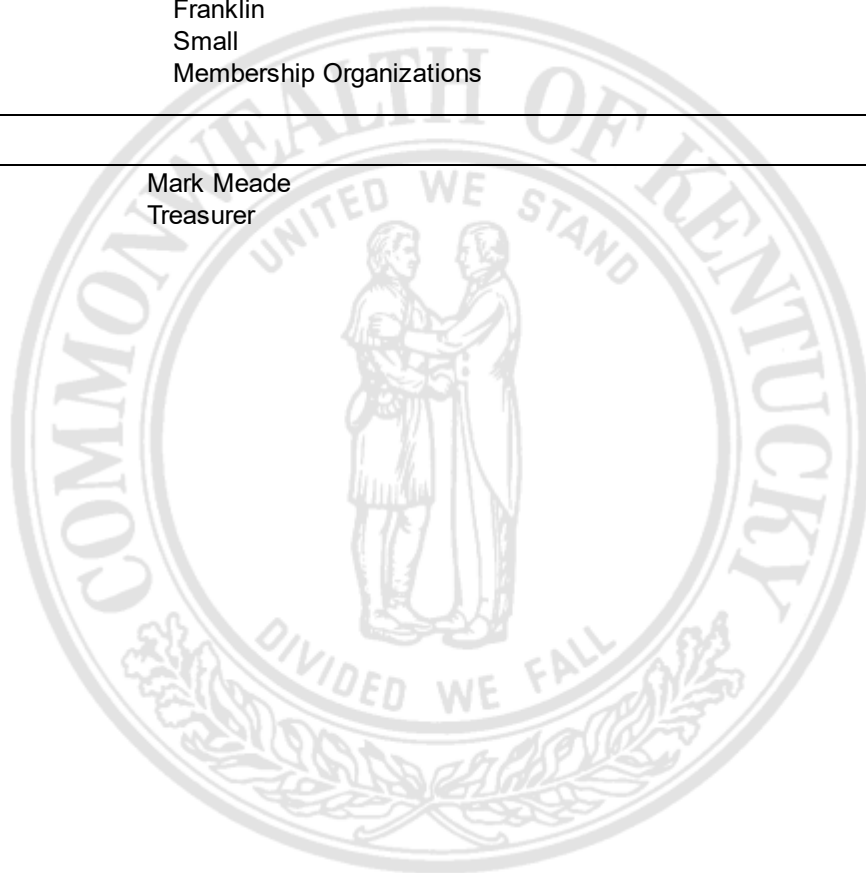 Franklin
Small
Membership Organizations
COMMONWEALTH OF KENTUCKY
UNITED WE STAND
Mark Meade
Treasurer
DIVIDED WE FALL